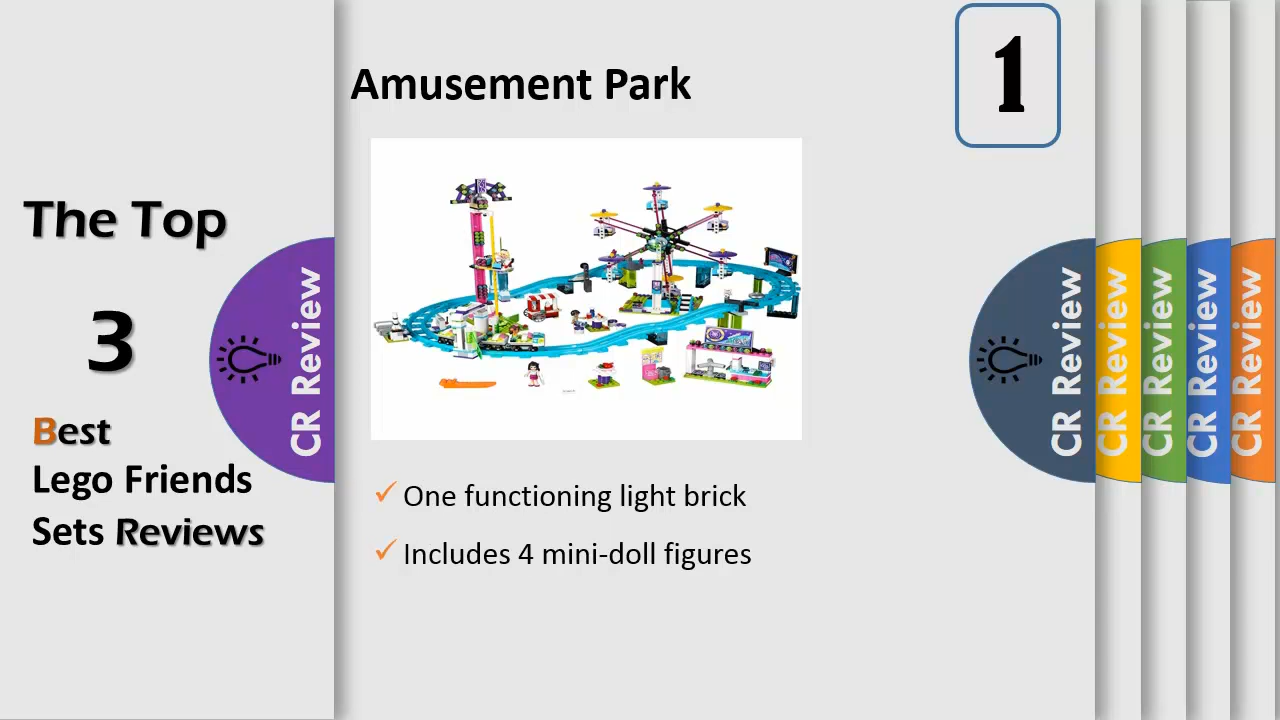 The Top
3
Best
Lego Friends
Sets Reviews
CR Review
Amusement Park
1
One functioning light brick
Includes 4 mini-doll figures
CR Review
CR Review
CR Review
CR Review
CR Review